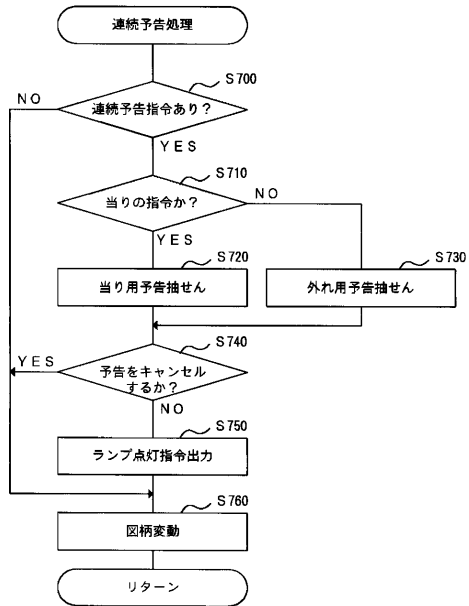 連続予告処理
S700
NO
連続予告指令あり？
YES
S710
NO
当りの指令か？
YES
S720
S730
当り用予告抽せん
外れ用予告抽せん
S740
YES
予告をキャンセル
するか？
NO
S750
ランプ点灯指令出力
S760
図柄変動
リターン